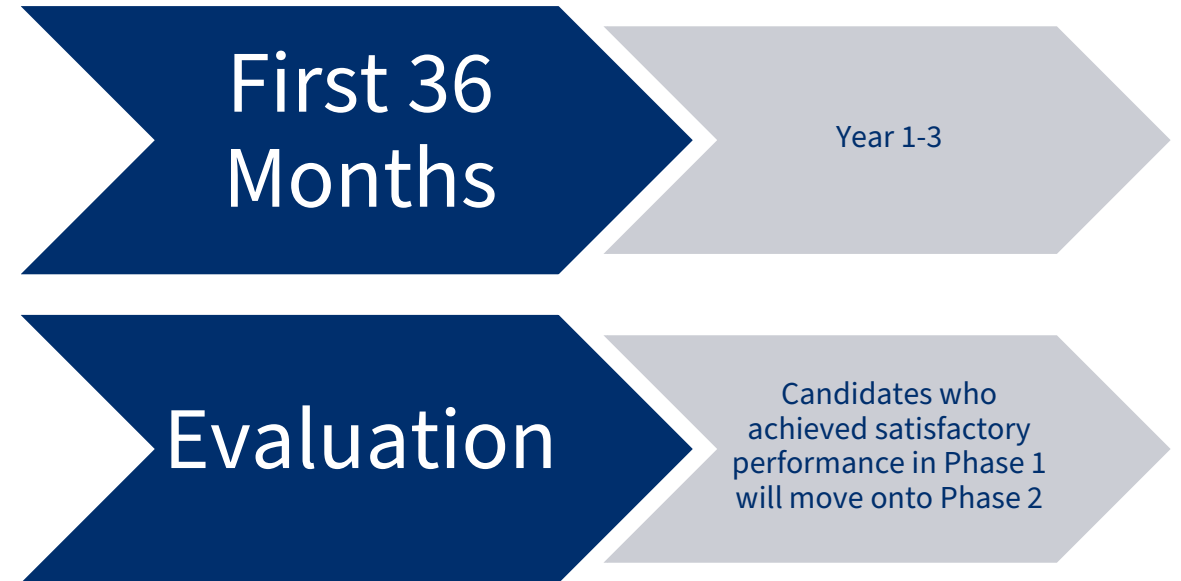 First 36
Months
Year 1-3
Evaluation
Candidates who
achieved satisfactory
performance in Phase 1
will move onto Phase 2